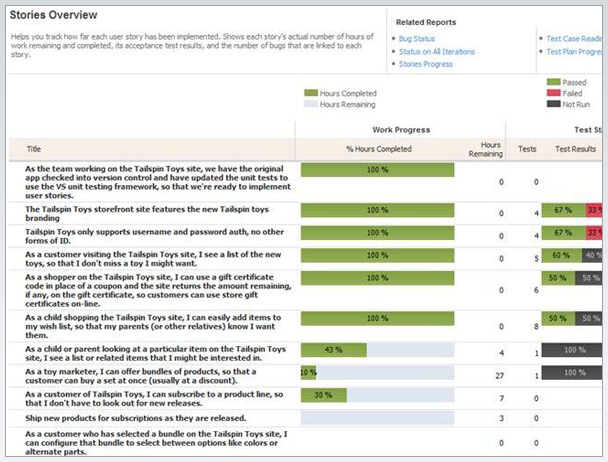 Stories Overview
Helps you track how far each user story has been implemented. Shows each story's actual number of hours of
work remaining and completed, its acceptance test results, and the number of bugs that are linked to each
story.
Related Reports
Bug Status
Status on All Iterations
Stories Progress
Test Case Readi
Test Plan Progre
Hours Completed
Hours Remaining
Passed
Failed
Not Run
Work Progress
Test Sta
Title
% Hours Completed
Hours
Remaining
Tests
Test Results
As the team working on the Tailspin Toys site, we have the original
app checked into version control and have updated the unit tests to
use the VS unit testing framework, so that we're ready to implement
user stories.
100 %
0
0
The Tailspin Toys storefront site features the new Tailspin toys
branding
100 %
0
4
67 %
33 %
Tailspin Toys only supports username and password auth, no other
forms of ID.
100 %
0
4
67 %
33 %
As a customer visiting the Tailspin Toys site, I see a list of the new
toys, so that I don't miss a toy I might want.
100 %
0
5
60 %
40 %
As a shopper on the Tailspin Toys site, I can use a gift certificate
code in place of a coupon and the site returns the amount remaining,
if any, on the gift certificate, so customers can use store gift
certificates on-line.
100 %
0
6
50 %
50 %
As a child shopping the Tailspin Toys site, I can easily add items to
my wish list, so that my parents (or other relatives) know I want
them.
100 %
0
8
50 %
50 %
As a child or parent looking at a particular item on the Tailspin Toys
site, I see a list or related items that I might be interested in.
43 %
4
1
100 %
As a toy marketer, I can offer bundles of products, so that a
customer can buy a set at once (usually at a discount).
10 %
27
1
100 %
As a customer of Tailspin Toys, I can subscribe to a product line, so
that I don't have to look out for new releases.
30 %
7
0
Ship new products for subscriptions as they are released.
3
0
As a customer who has selected a bundle on the Tailspin Toys site, I
can configure that bundle to select between options like colors or
alternate parts.
0
0